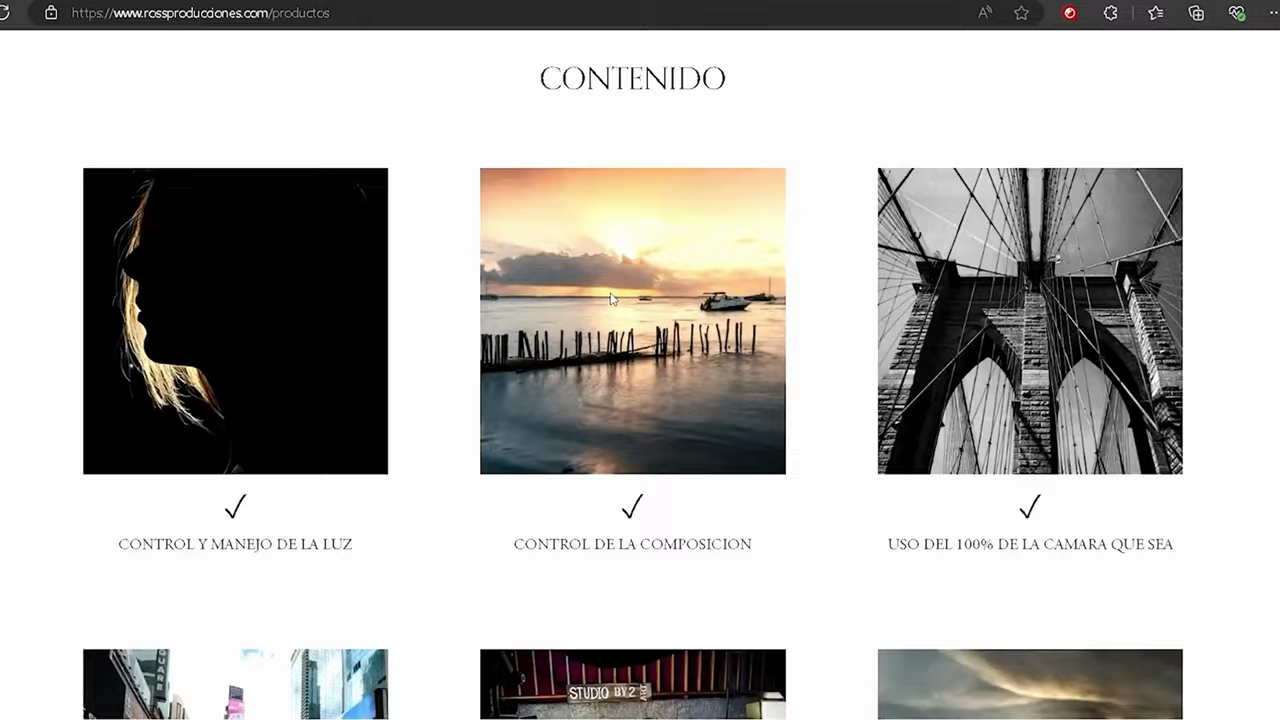 https://www.rossproducciones.com/productos
CONTENIDO
CONTROL Y MANEJO DE LA LUZ
CONTROL DE LA COMPOSICION
USO DEL 100% DE LA CAMARA QUE SEA
UARE
STUDIO BY 2